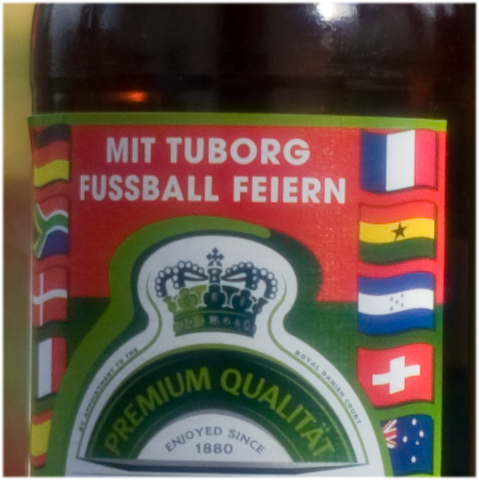 MIT TUBORG
FUSSBALL FEIERN
BY APPOINTMENT TO THE
ROYAL DANISH COURT
PREMIUM QUALITÄT
ENJOYED SINCE
1880